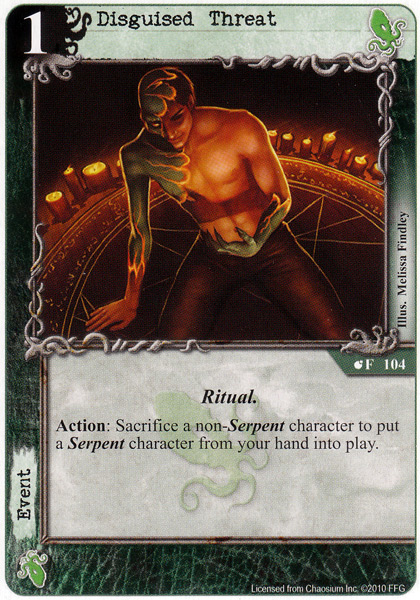 1
Disguised Threat
Illus. Melissa Findley
F 104
Ritual.
Action: Sacrifice a non-Serpent character to put
a Serpent character from your hand into play.
Event
Licensed from Chaosium Inc. ©2010 FFG